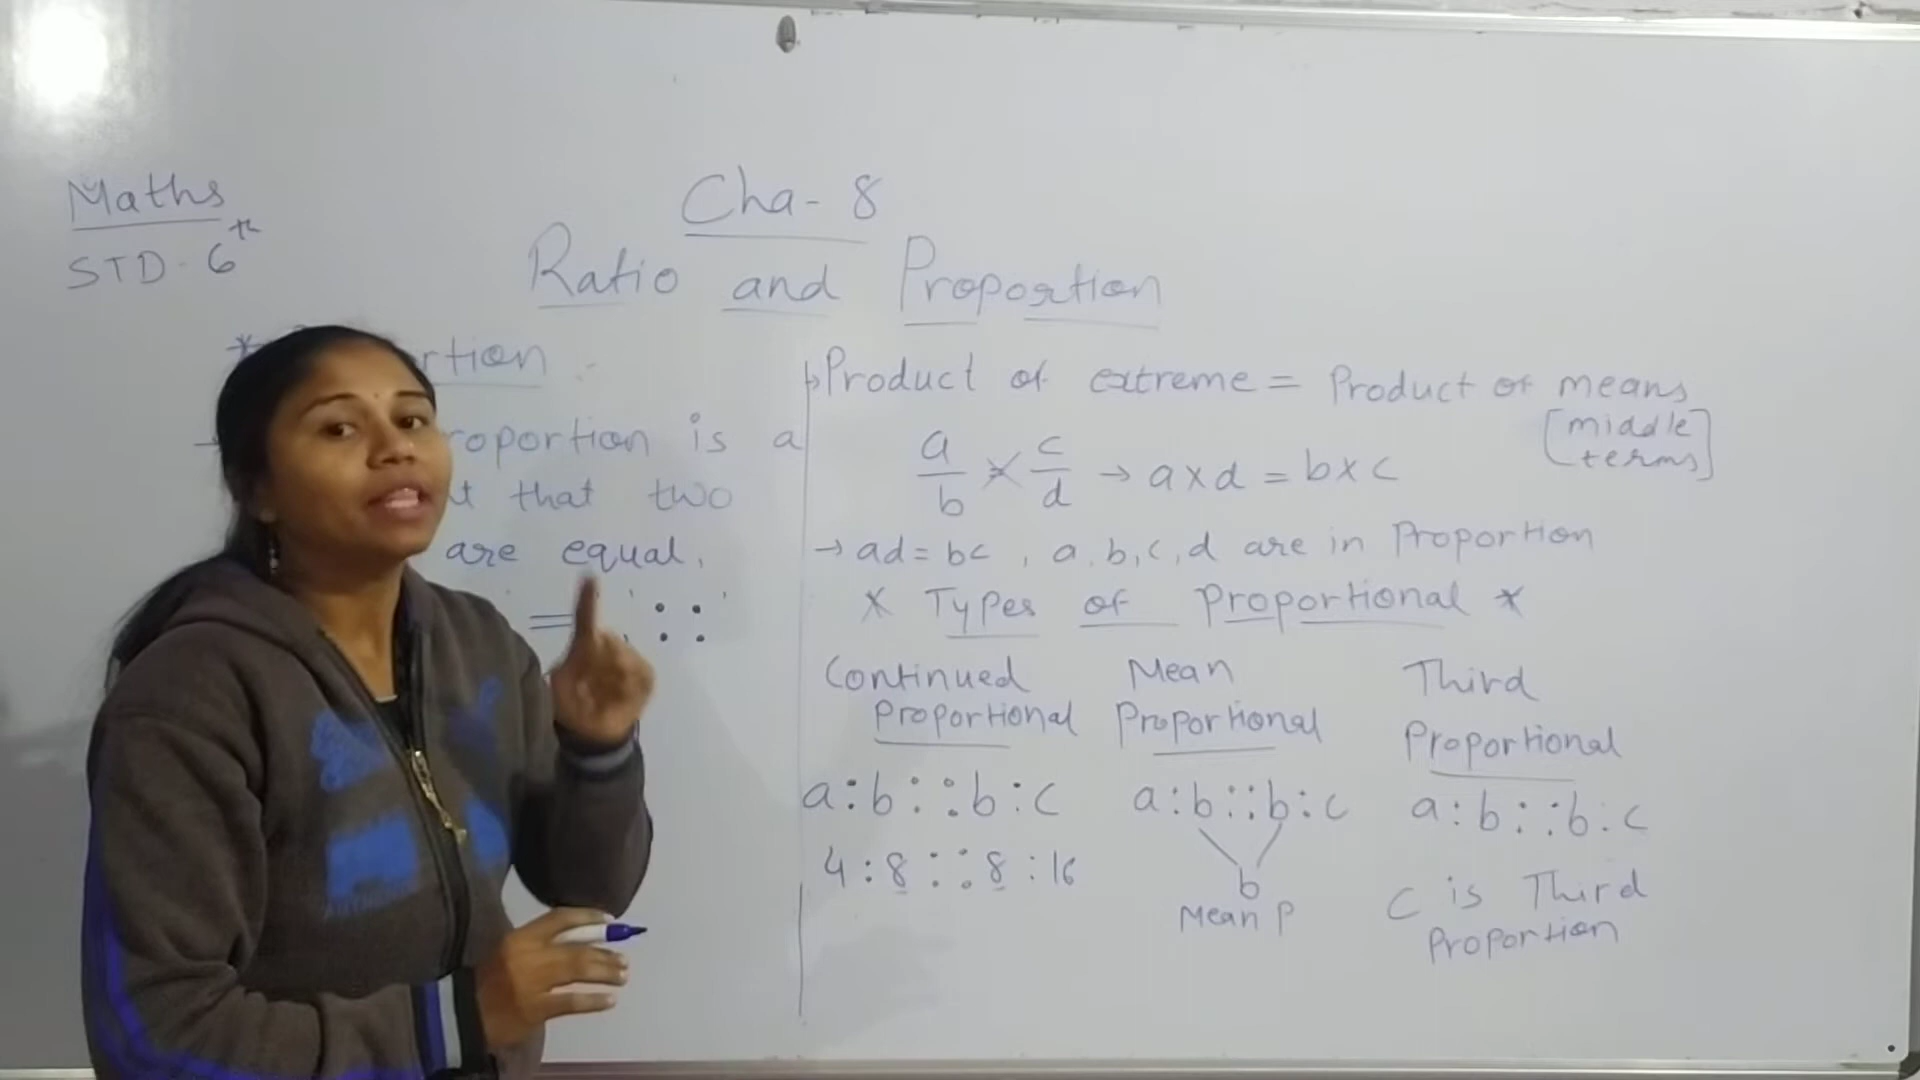 Maths
STD - 6th
Cha- 8
Ratio and Proportion
rtion :-
roportion is a
t that two
are equal.
= ' :: '
Product of extreme = Product of means
[middle terms]
a/b × c/d → a×d = b×c
→ ad = bc , a, b, c, d are in Proportion
* Types of Proportional *
Continued Proportional
a : b :: b : c
4 : 8 :: 8 : 16
Mean Proportional
a : b :: b : c
b
Mean P
Third Proportional
a : b :: b : c
C is Third
Proportion